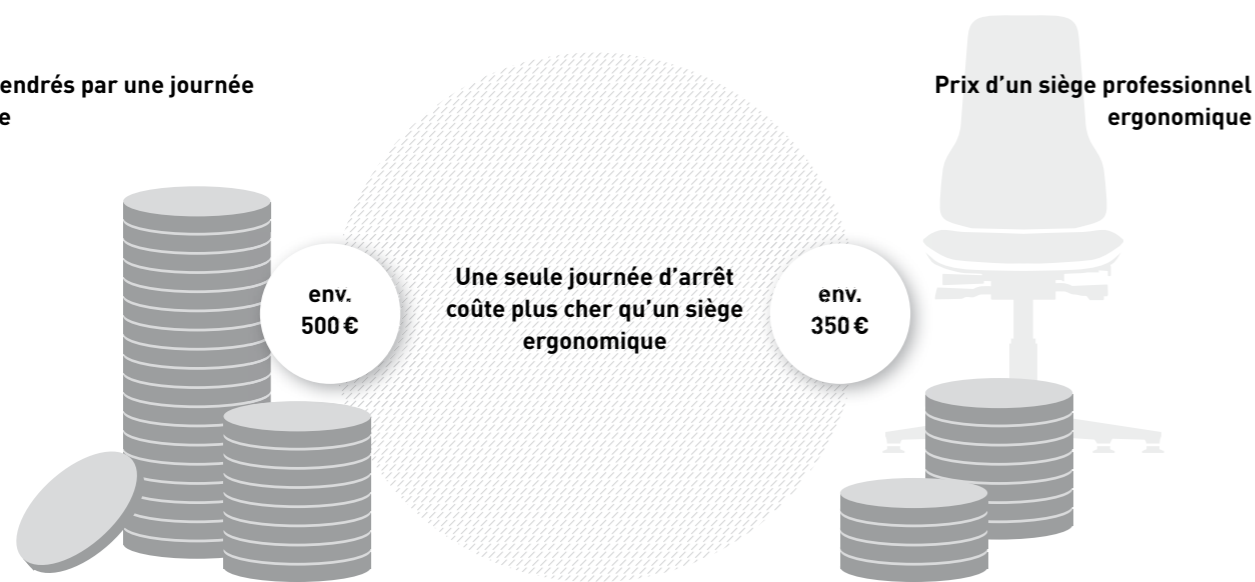 endrés par une journée
e
Prix d’un siège professionnel
ergonomique
env.
500 €
Une seule journée d’arrêt
coûte plus cher qu’un siège
ergonomique
env.
350 €